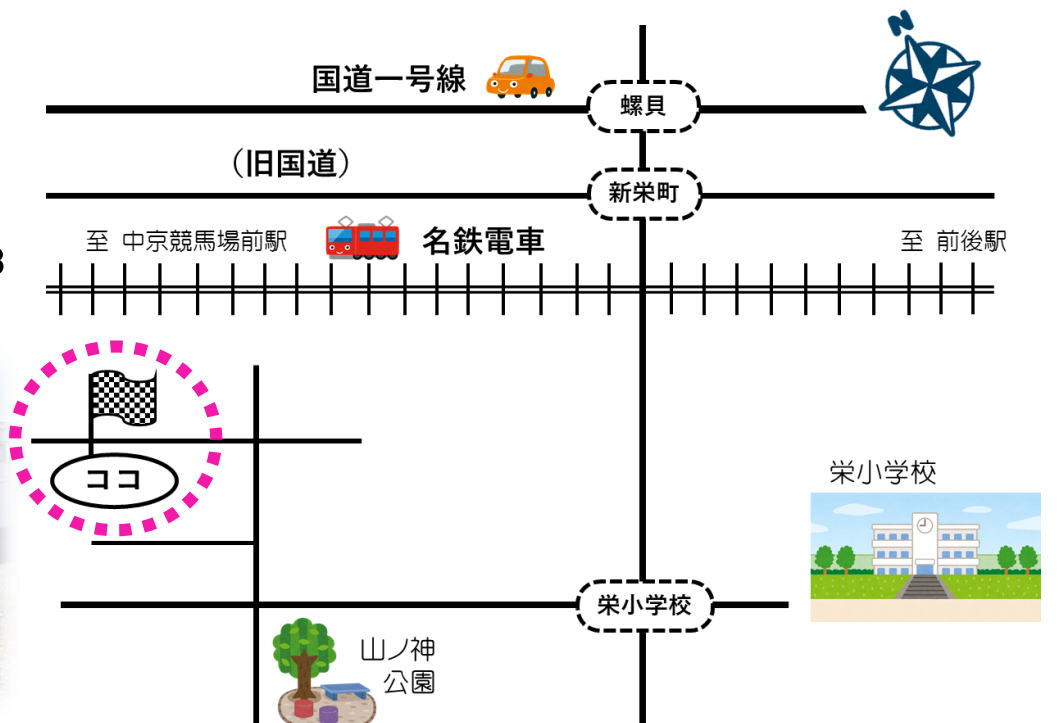 N
国道一号線
螺貝
（旧国道）
新栄町
至 中京競馬場前駅
名鉄電車
至 前後駅
ココ
栄小学校
栄小学校
山ノ神
公園